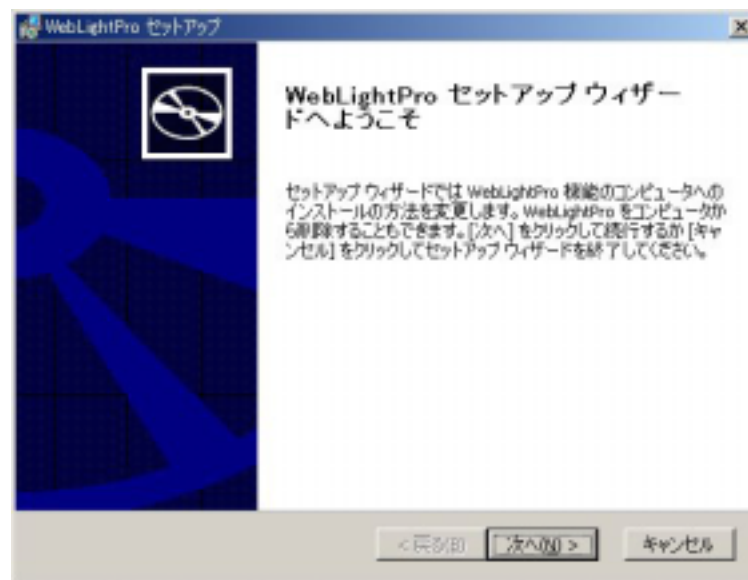 WebLightPro セットアップ
WebLightPro セットアップ ウィザー
ドへようこそ
セットアップ ウィザードでは WebLightPro 機能のコンピュータへの
インストールの方法を変更します。WebLightPro をコンピュータか
ら削除することもできます。[次へ] をクリックして続行するか [キャ
ンセル] をクリックしてセットアップ ウィザードを終了してください。
< 戻る(B) 次へ(N) > キャンセル